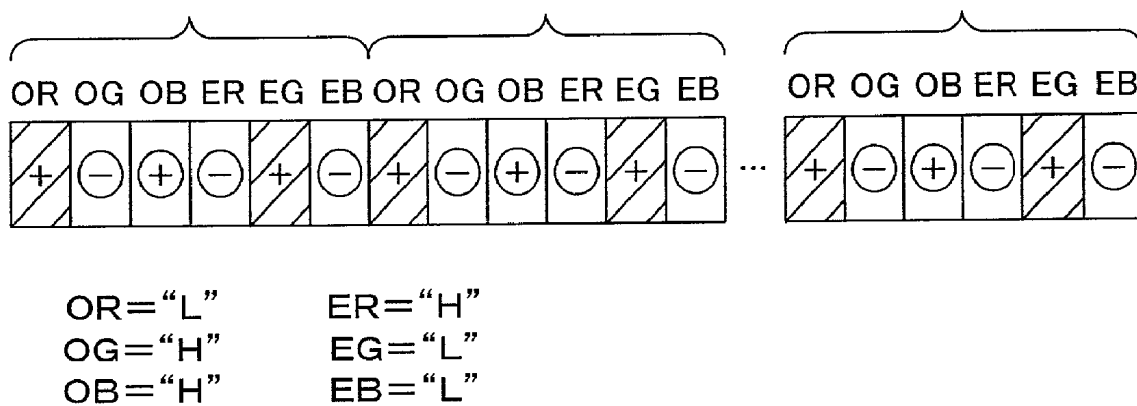 OR OG OB ER EG EB OR OG OB ER EG EB OR OG OB ER EG EB
+ − + − + − + − + − + − ... + − + − + −
OR="L" ER="H"
OG="H" EG="L"
OB="H" EB="L"